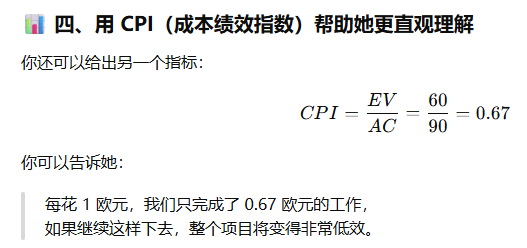 📊 四、用 CPI（成本绩效指数）帮助她更直观理解
你还可以给出另一个指标：
CPI = EV/AC = 60/90 = 0.67
你可以告诉她：
每花 1 欧元，我们只完成了 0.67 欧元的工作，
如果继续这样下去，整个项目将变得非常低效。